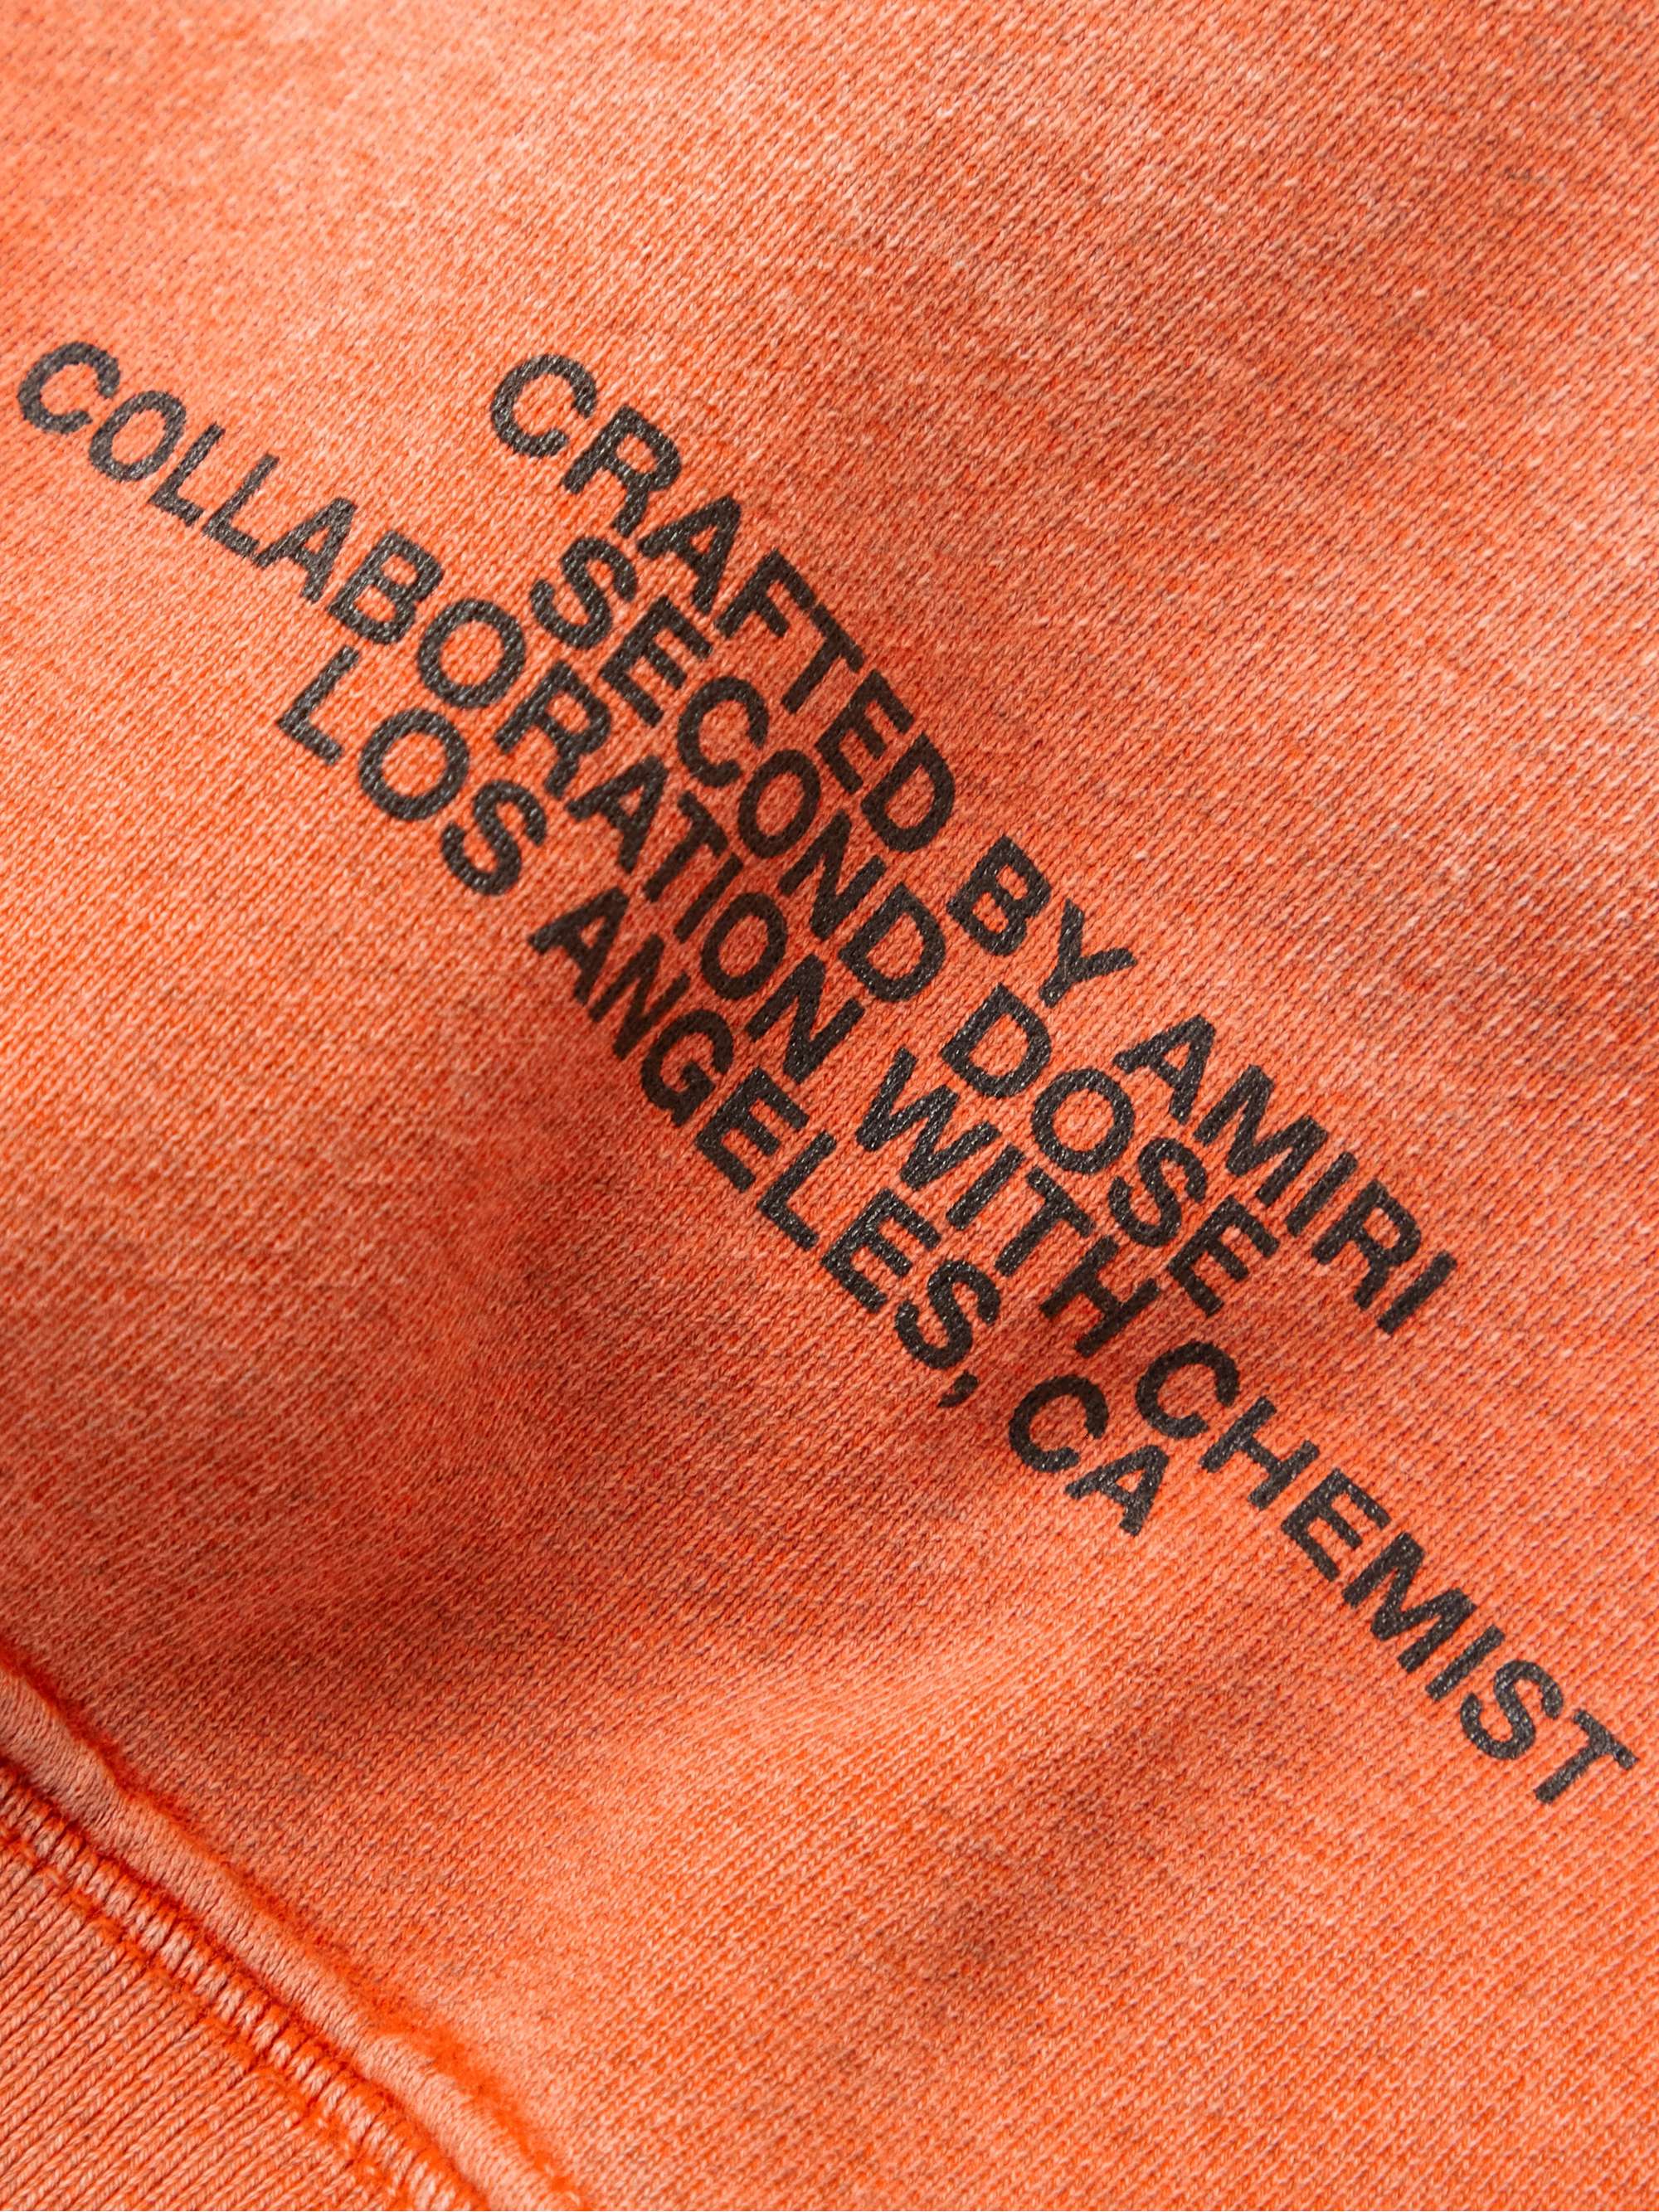 CRAFTED BY AMIRI
SECOND DOSE
COLLABORATION WITH CHEMIST
LOS ANGELES, CA